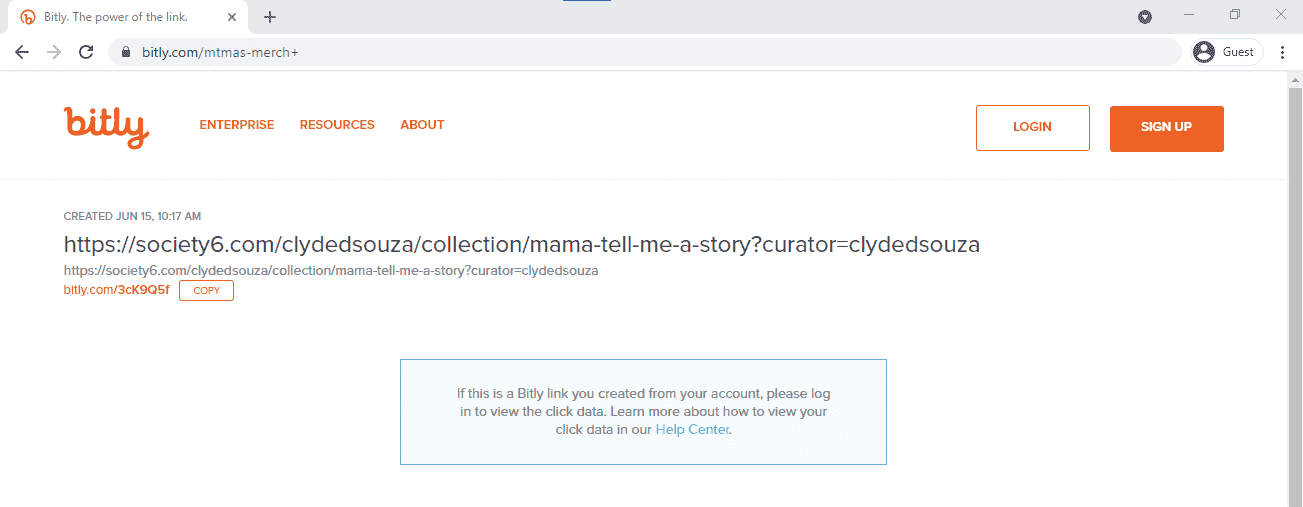 Bitly. The power of the link.
bitly.com/mtmas-merch+
Guest
bitly
ENTERPRISE RESOURCES ABOUT
LOGIN
SIGN UP
CREATED JUN 15, 10:17 AM
https://society6.com/clydedsouza/collection/mama-tell-me-a-story?curator=clydedsouza
https://society6.com/clydedsouza/collection/mama-tell-me-a-story?curator=clydedsouza
bitly.com/3cK9Q5f COPY
If this is a Bitly link you created from your account, please log
in to view the click data. Learn more about how to view your
click data in our Help Center.